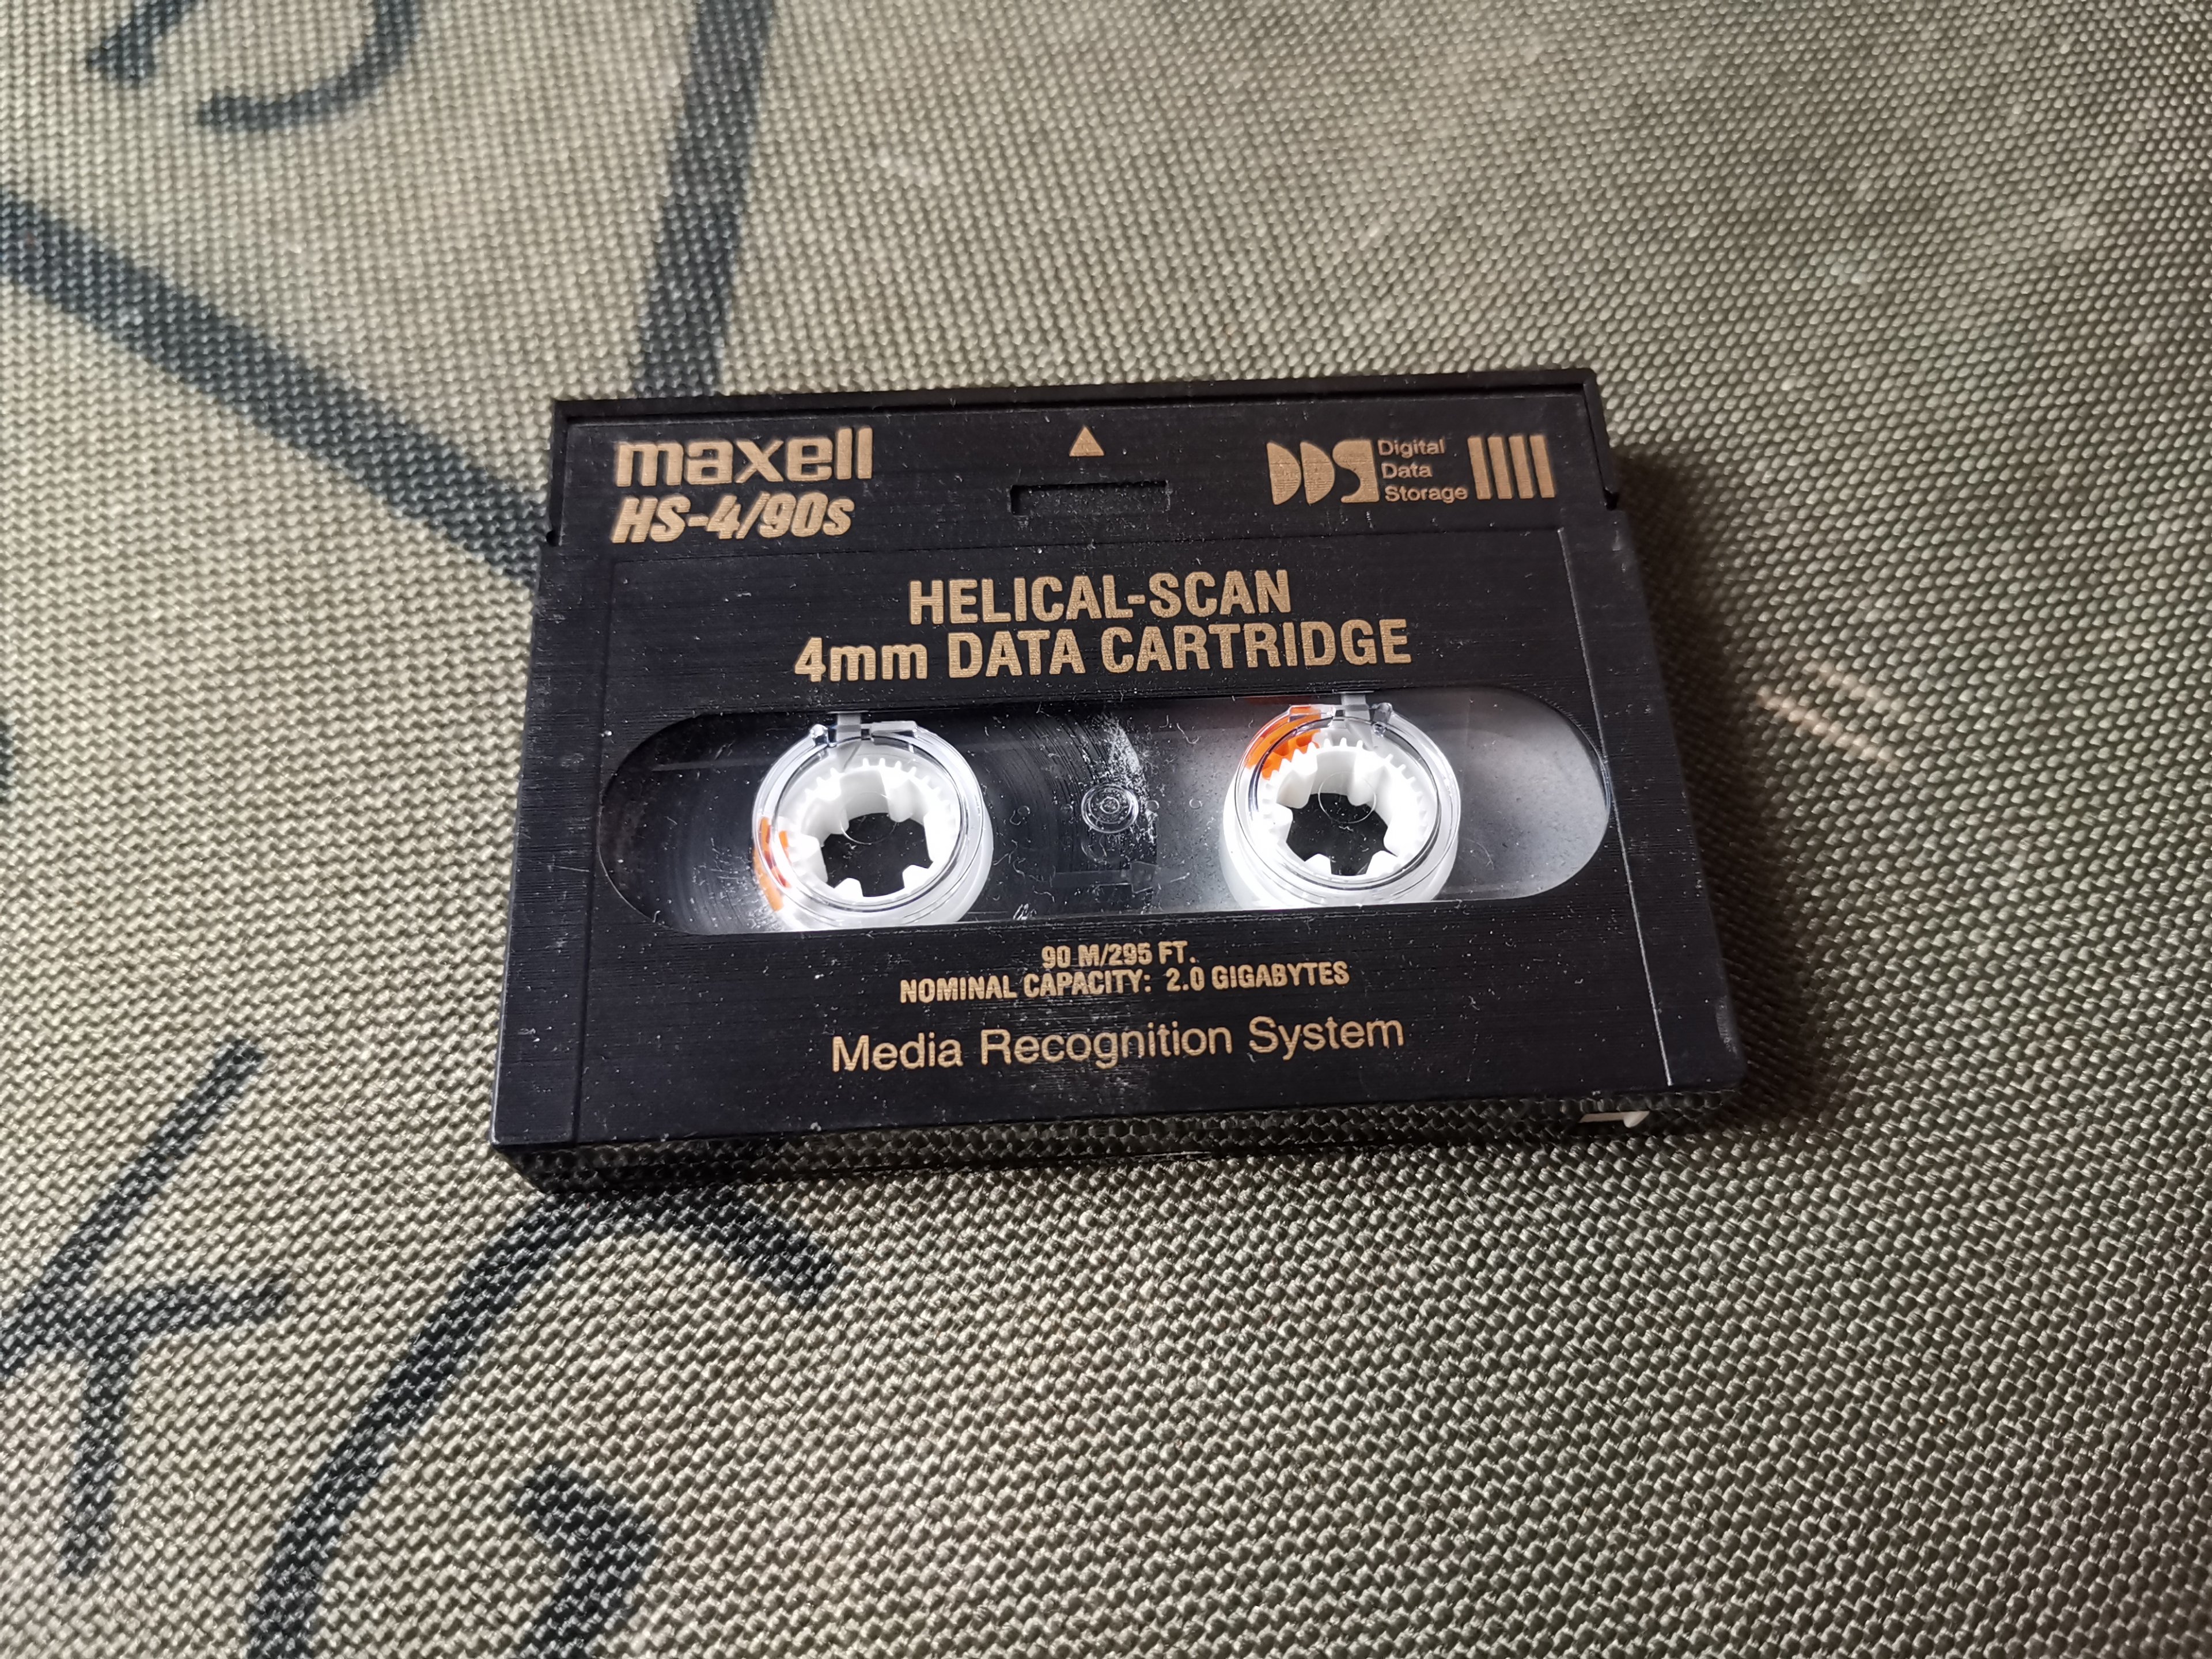 maxell
HS-4/90s
DDS Digital
Data
Storage
HELICAL-SCAN
4mm DATA CARTRIDGE
90 M/295 FT.
NOMINAL CAPACITY: 2.0 GIGABYTES
Media Recognition System